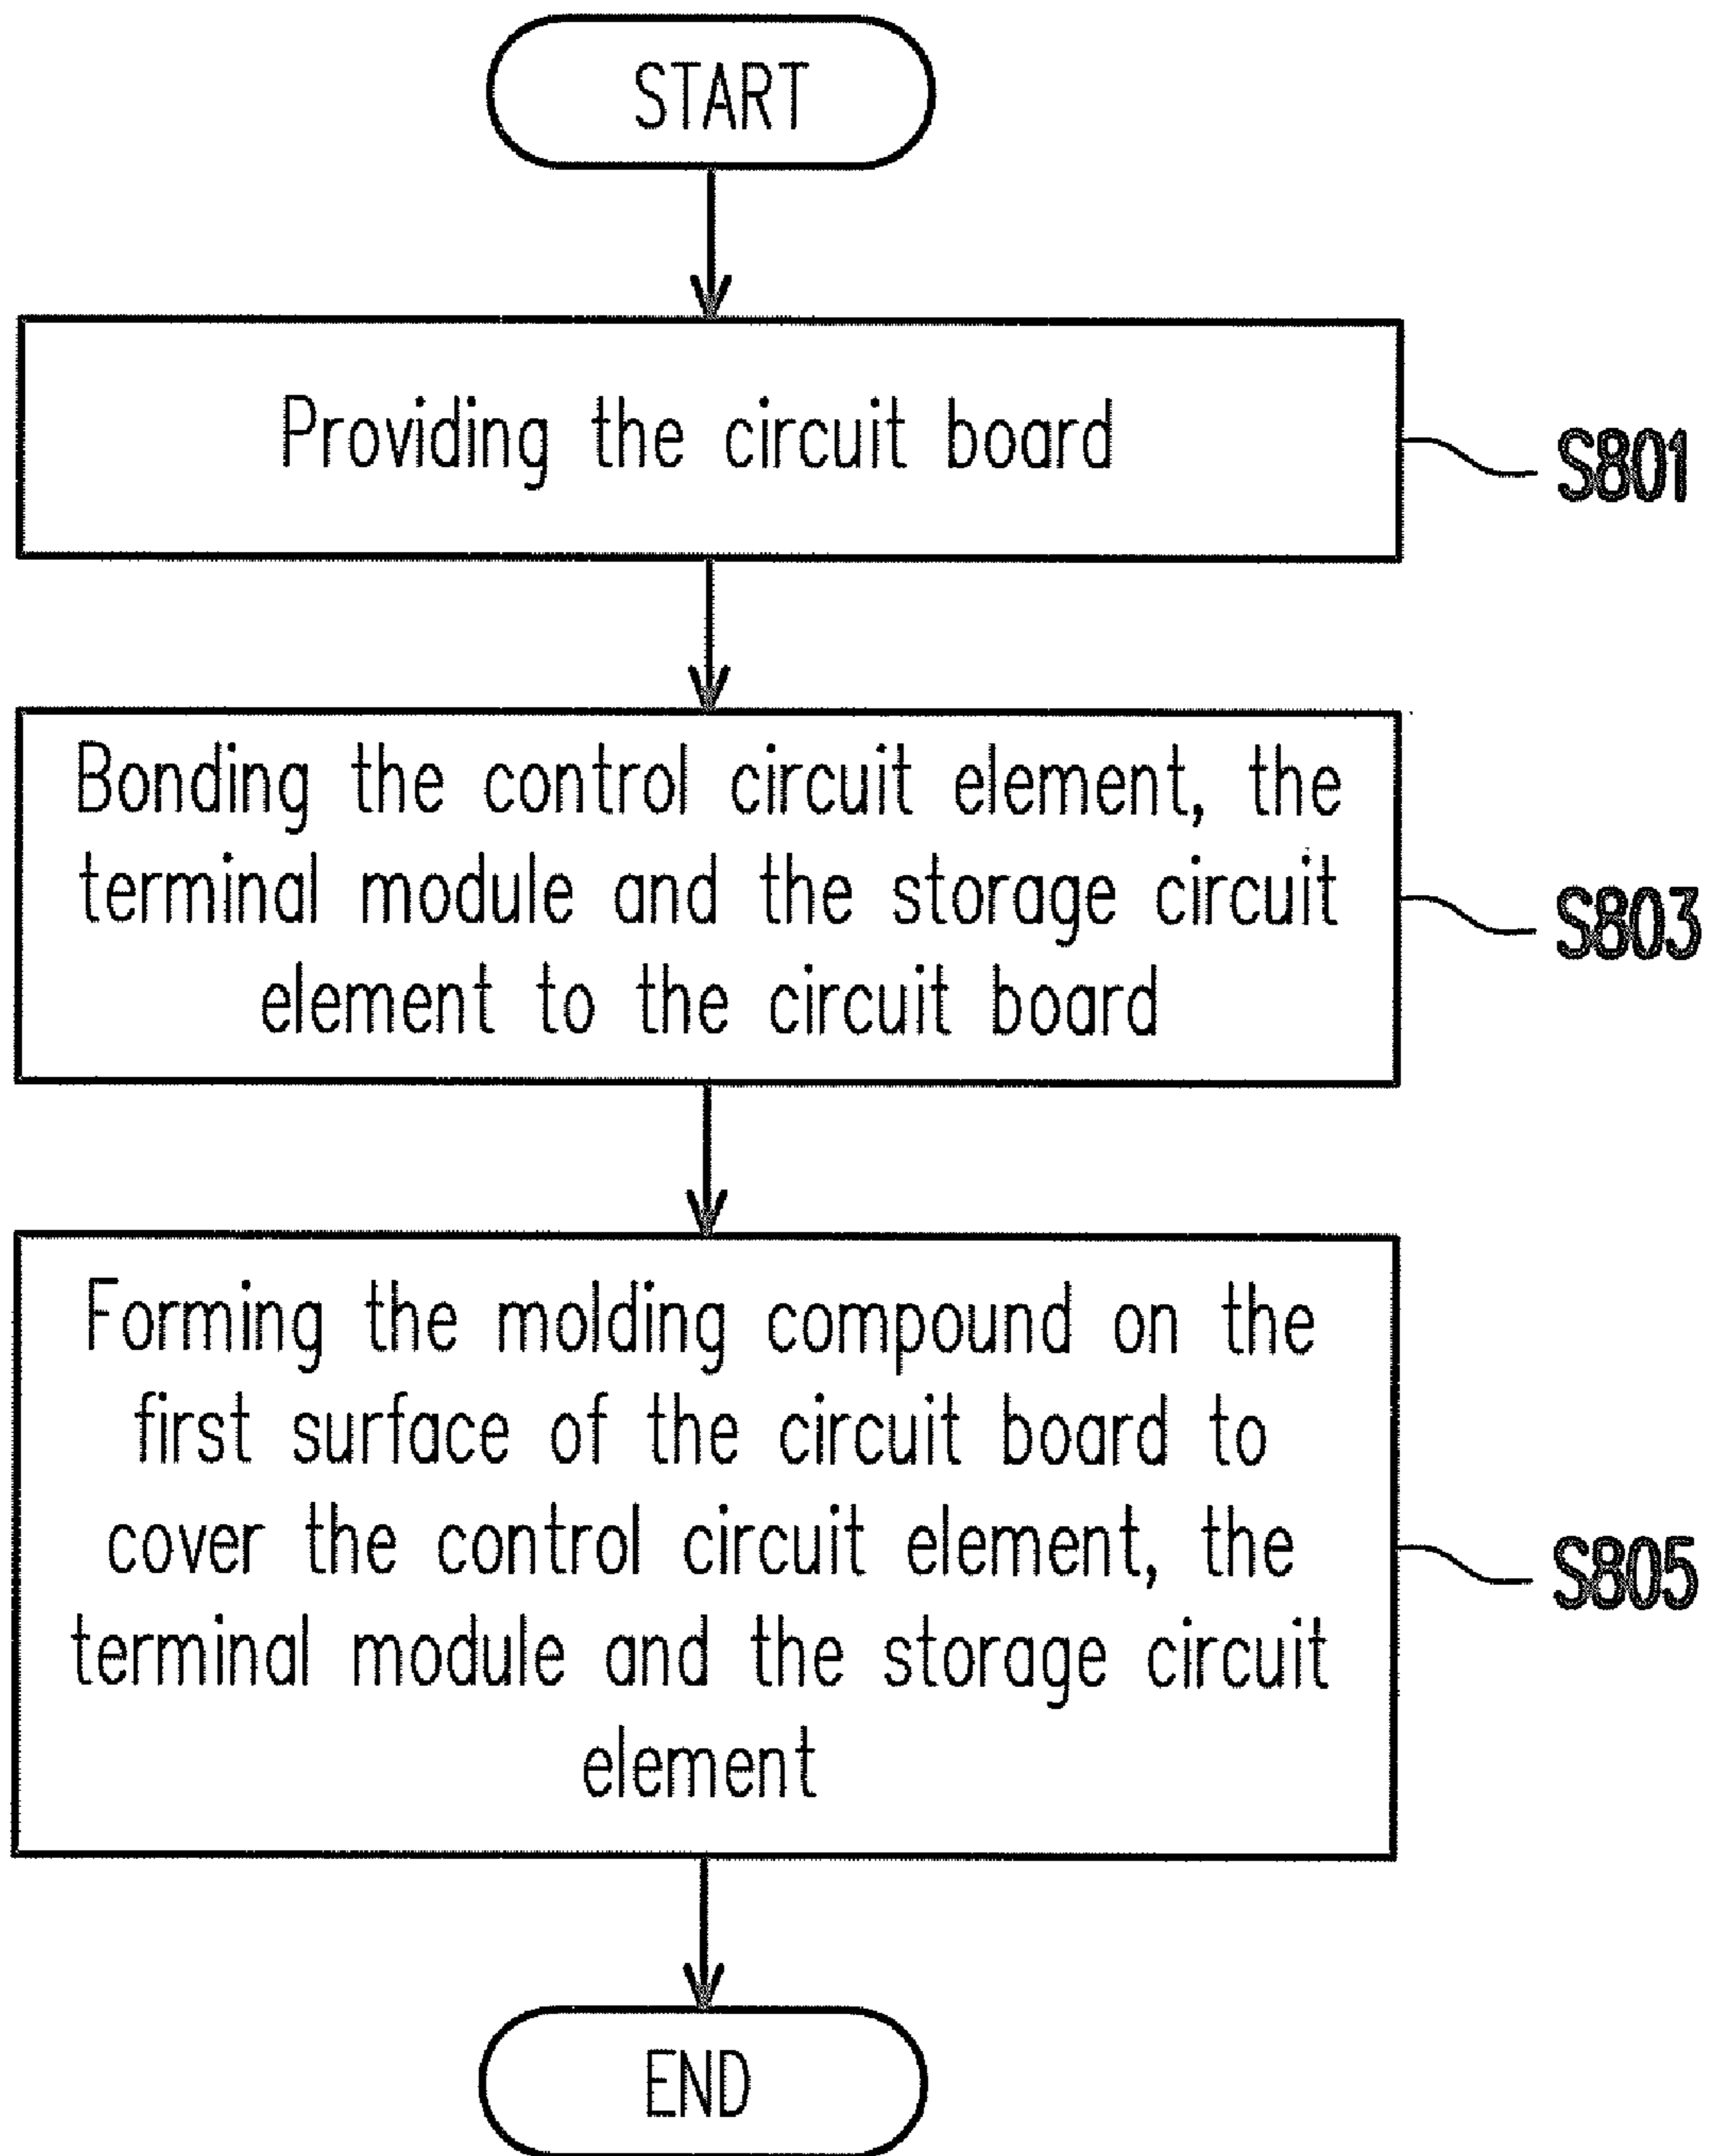 START
Providing the circuit board
S801
Bonding the control circuit element, the
terminal module and the storage circuit
element to the circuit board
S803
Forming the molding compound on the
first surface of the circuit board to
cover the control circuit element, the
terminal module and the storage circuit
element
S805
END